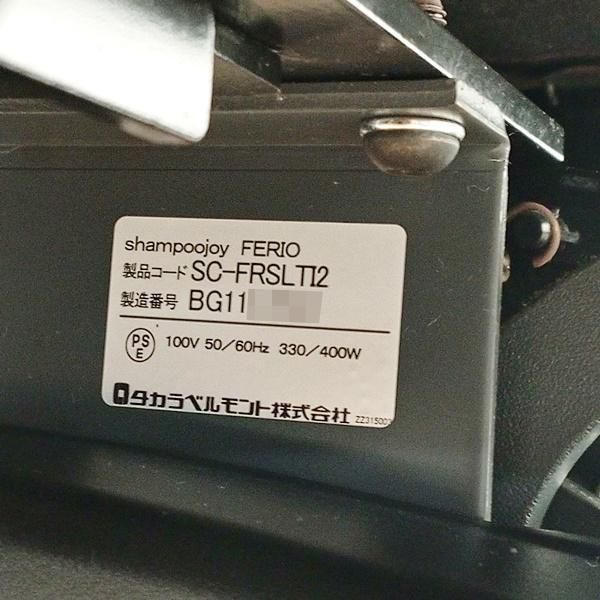 shampoojoy FERIO
製品コード SC-FRSLTI2
製造番号 BG11
PS E 100V 50/60Hz 330/400W
タカラベルモント株式会社